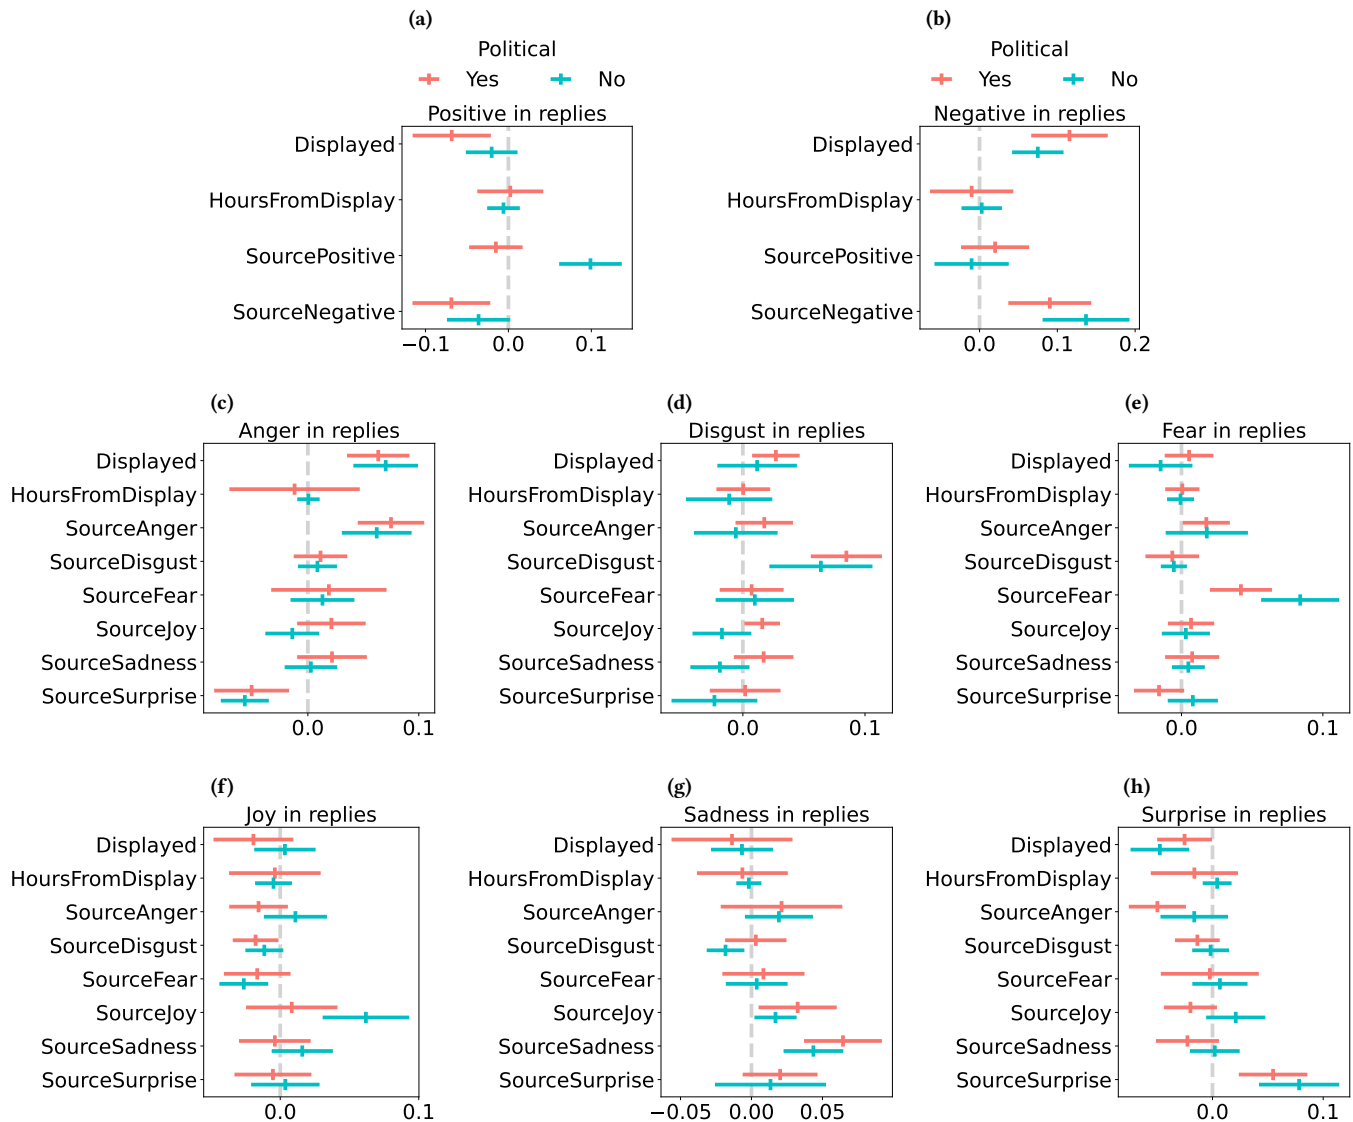 (a)
Political
Yes No
Positive in replies
Displayed
HoursFromDisplay
SourcePositive
SourceNegative
−0.1 0.0 0.1
(b)
Political
Yes No
Negative in replies
Displayed
HoursFromDisplay
SourcePositive
SourceNegative
0.0 0.1 0.2
(c)
Anger in replies
Displayed
HoursFromDisplay
SourceAnger
SourceDisgust
SourceFear
SourceJoy
SourceSadness
SourceSurprise
0.0 0.1
(d)
Disgust in replies
Displayed
HoursFromDisplay
SourceAnger
SourceDisgust
SourceFear
SourceJoy
SourceSadness
SourceSurprise
0.0 0.1
(e)
Fear in replies
Displayed
HoursFromDisplay
SourceAnger
SourceDisgust
SourceFear
SourceJoy
SourceSadness
SourceSurprise
0.0 0.1
(f)
Joy in replies
Displayed
HoursFromDisplay
SourceAnger
SourceDisgust
SourceFear
SourceJoy
SourceSadness
SourceSurprise
0.0 0.1
(g)
Sadness in replies
Displayed
HoursFromDisplay
SourceAnger
SourceDisgust
SourceFear
SourceJoy
SourceSadness
SourceSurprise
−0.05 0.00 0.05
(h)
Surprise in replies
Displayed
HoursFromDisplay
SourceAnger
SourceDisgust
SourceFear
SourceJoy
SourceSadness
SourceSurprise
0.0 0.1